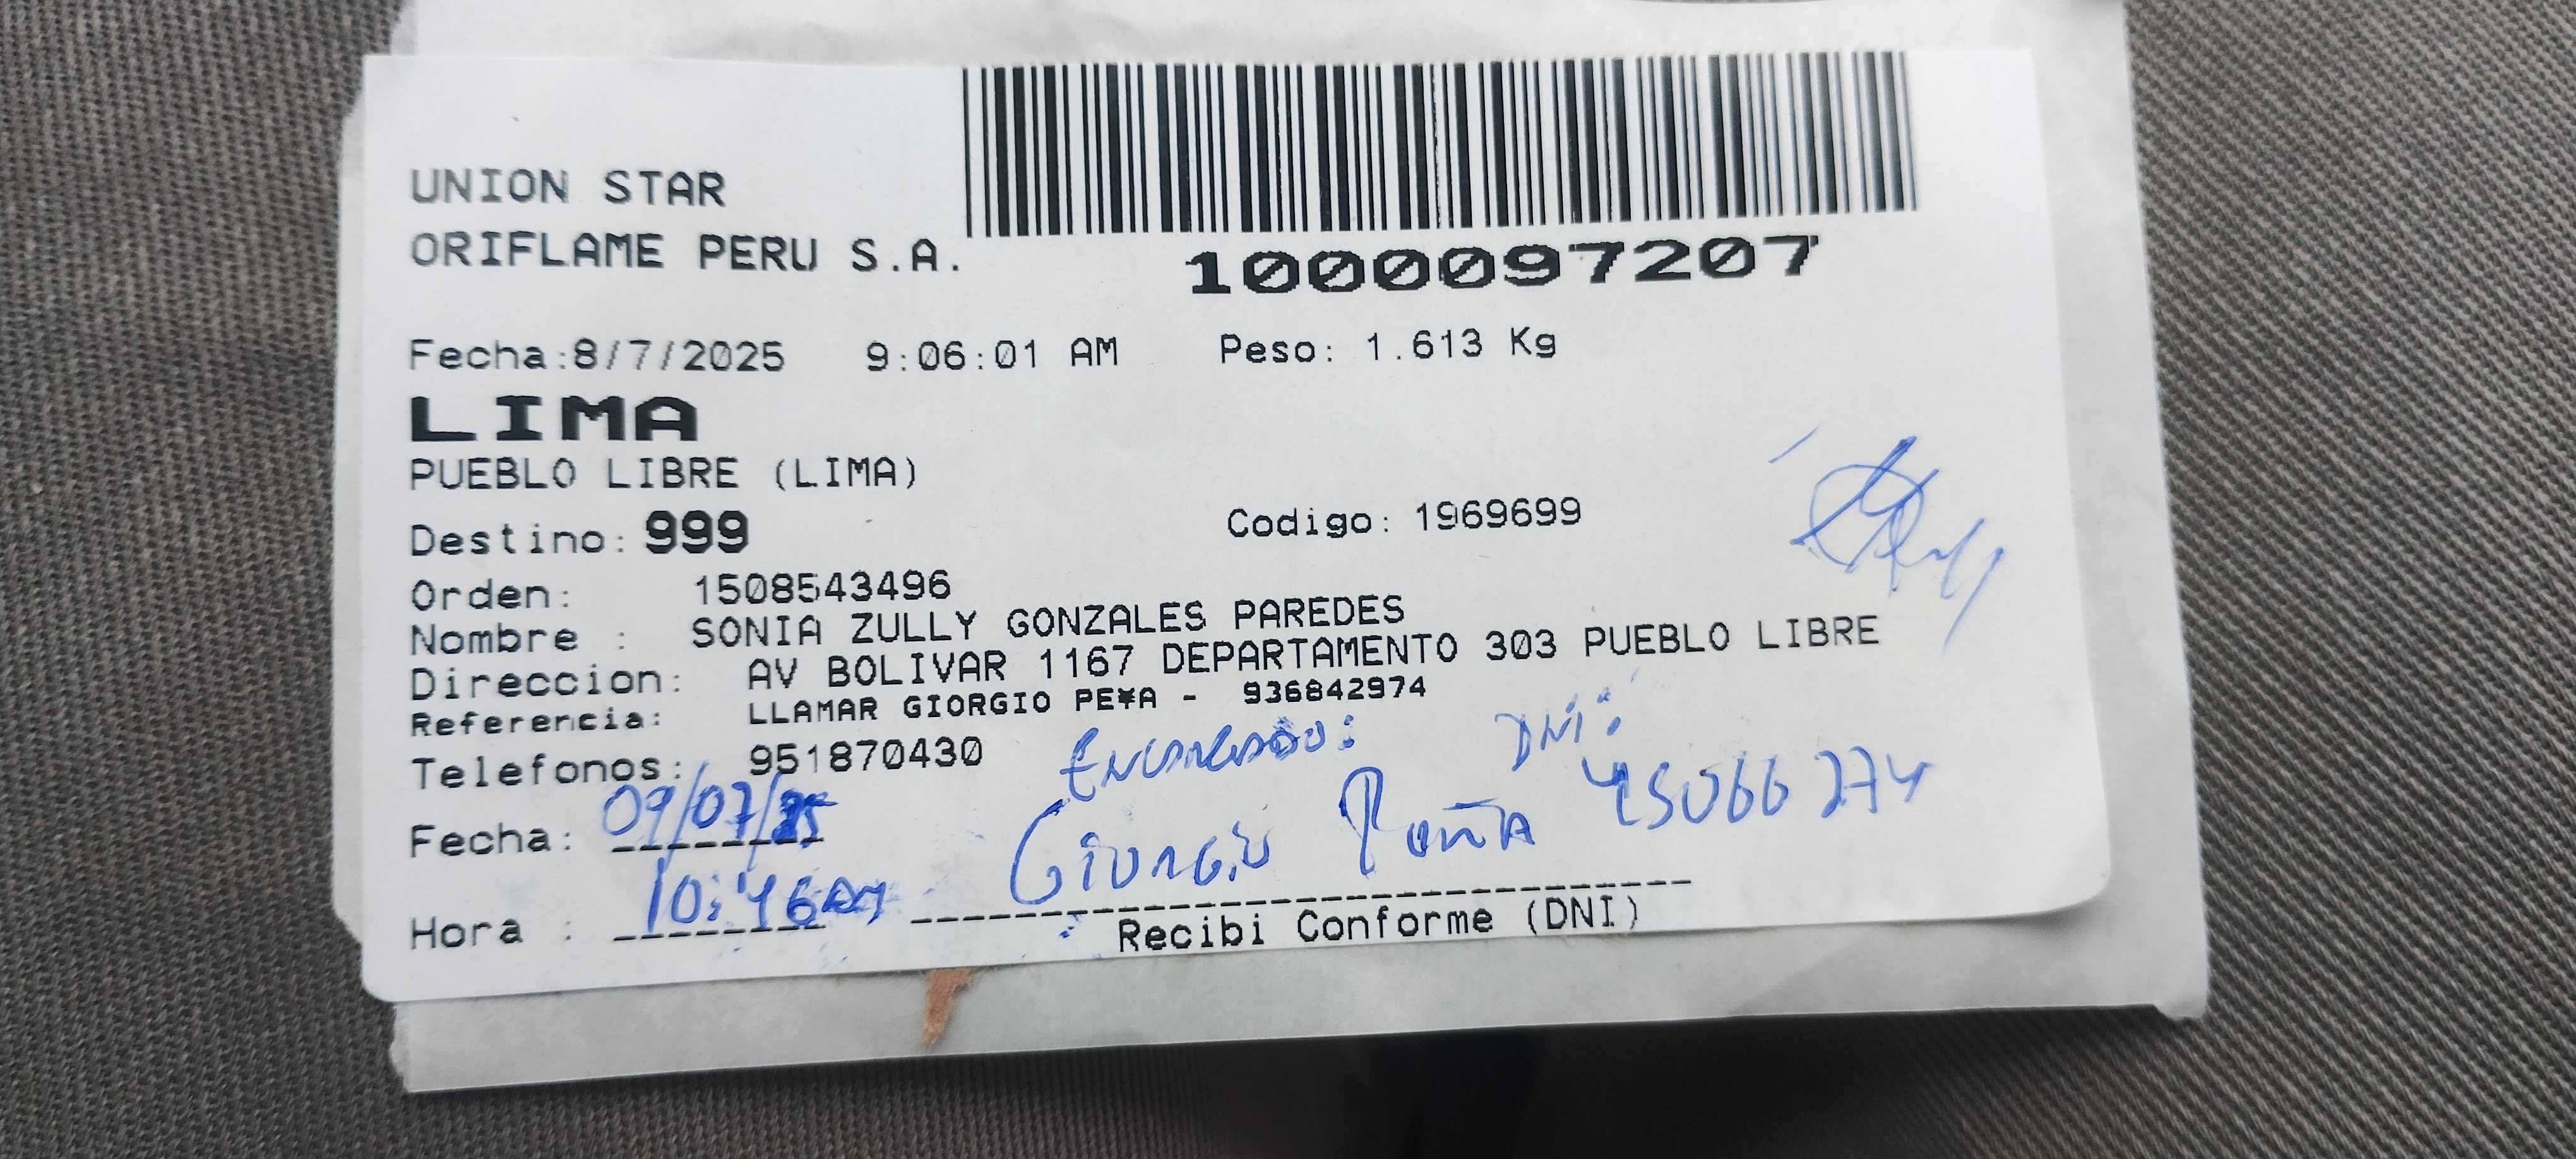 UNION STAR
ORIFLAME PERU S.A.
1000097207
Fecha:8/7/2025 9:06:01 AM Peso: 1.613 Kg
LIMA
PUEBLO LIBRE (LIMA)
Destino: 999 Codigo: 1969699
Orden: 1508543496
Nombre : SONIA ZULLY GONZALES PAREDES
Direccion: AV BOLIVAR 1167 DEPARTAMENTO 303 PUEBLO LIBRE
Referencia: LLAMAR GIORGIO PE¥A - 936842974
Telefonos: 951870430
Encargado: DNI:
Fecha: 09/07/25 Giorgio Peña 45066274
Hora : 10:46 AM
Recibi Conforme (DNI)